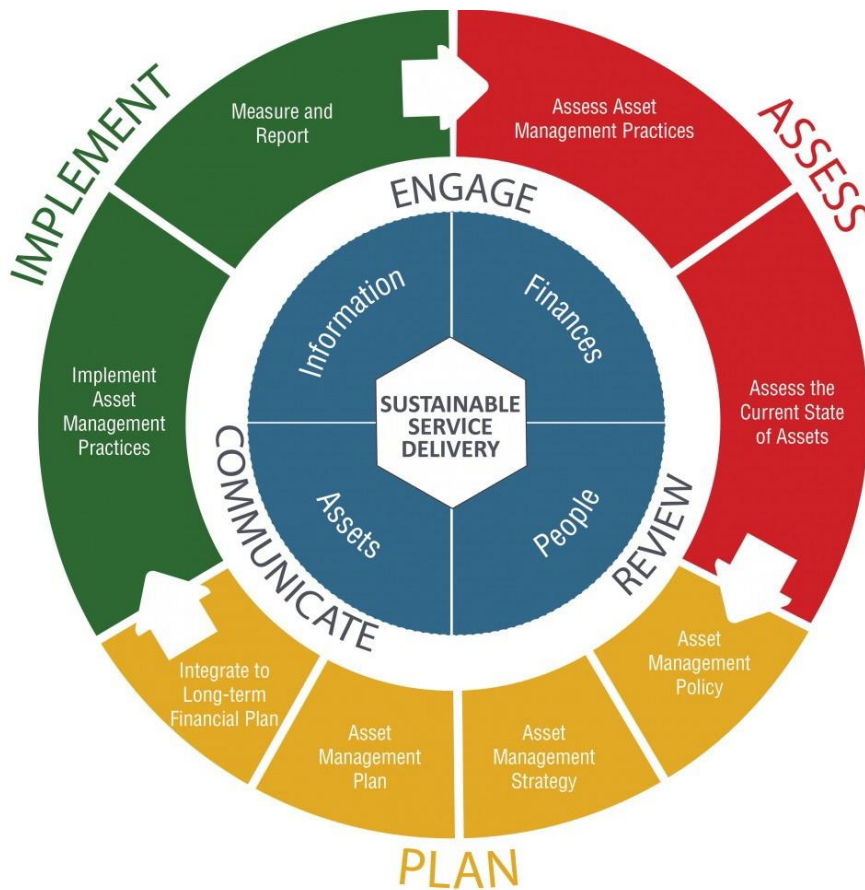 IMPLEMENT
Measure and
Report
Assess Asset
Management Practices
ASSESS
ENGAGE
Information
Finances
Implement
Asset
Management
Practices
SUSTAINABLE
SERVICE
DELIVERY
Assess the
Current State
of Assets
COMMUNICATE
Assets
People
REVIEW
Integrate to
Long-term
Financial Plan
Asset
Management
Plan
Asset
Management
Strategy
Asset
Management
Policy
PLAN